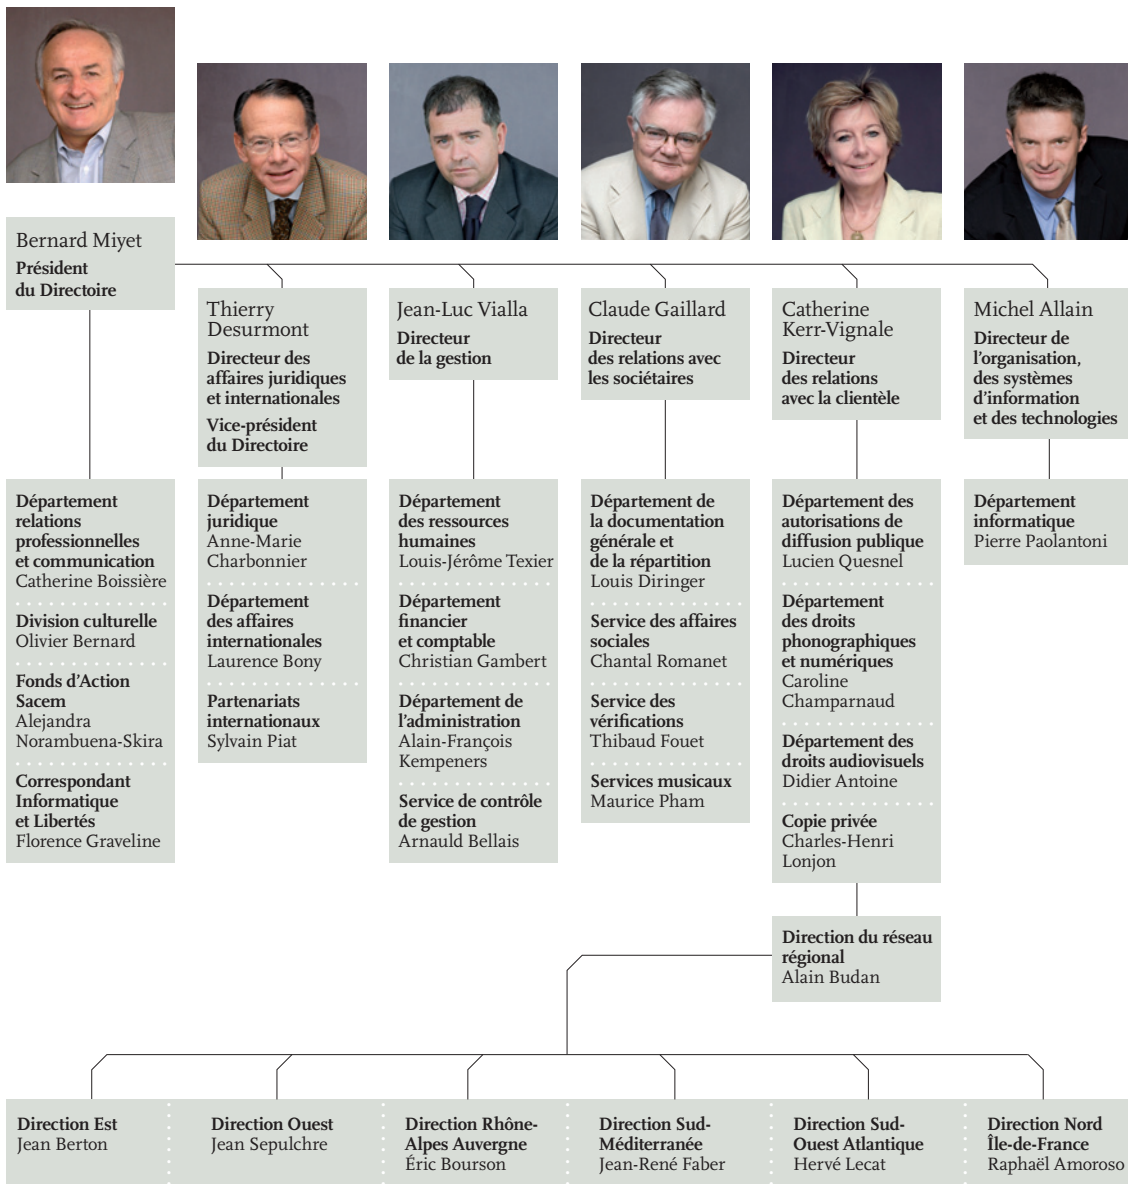 Bernard Miyet
Président
du Directoire
Thierry
Desurmont
Directeur des
affaires juridiques
et internationales
Vice-président
du Directoire
Jean-Luc Vialla
Directeur
de la gestion
Claude Gaillard
Directeur
des relations avec
les sociétaires
Catherine
Kerr-Vignale
Directeur
des relations
avec la clientèle
Michel Allain
Directeur de
l'organisation,
des systèmes
d'information
et des technologies
Département
relations
professionnelles
et communication
Catherine Boissière
Division culturelle
Olivier Bernard
Fonds d'Action
Sacem
Alejandra
Norambuena-Skira
Correspondant
Informatique
et Libertés
Florence Graveline
Département
juridique
Anne-Marie
Charbonnier
Département
des affaires
internationales
Laurence Bony
Partenariats
internationaux
Sylvain Piat
Département
des ressources
humaines
Louis-Jérôme Texier
Département
financier
et comptable
Christian Gambert
Département de
l'administration
Alain-François
Kempeners
Service de contrôle
de gestion
Arnauld Bellais
Département de
la documentation
générale et
de la répartition
Louis Diringer
Service des affaires
sociales
Chantal Romanet
Service des
vérifications
Thibaud Fouet
Services musicaux
Maurice Pham
Département des
autorisations de
diffusion publique
Lucien Quesnel
Département
des droits
phonographiques
et numériques
Caroline
Champarnaud
Département des
droits audiovisuels
Didier Antoine
Copie privée
Charles-Henri
Lonjon
Département
informatique
Pierre Paolantoni
Direction du réseau
régional
Alain Budan
Direction Est
Jean Berton
Direction Ouest
Jean Sepulchre
Direction Rhône-
Alpes Auvergne
Éric Bourson
Direction Sud-
Méditerranée
Jean-René Faber
Direction Sud-
Ouest Atlantique
Hervé Lecat
Direction Nord
Île-de-France
Raphaël Amoroso